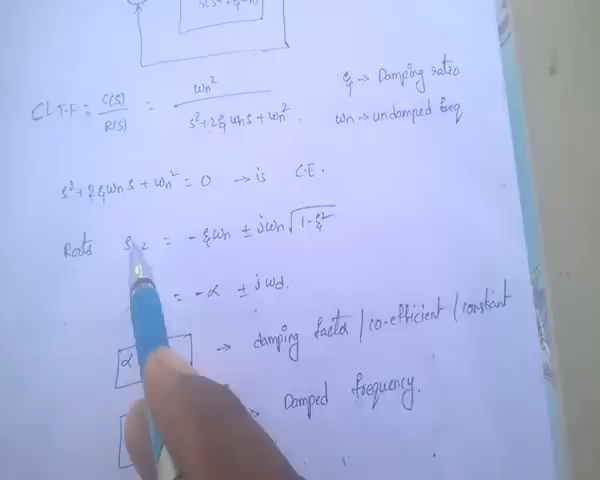 CLTF = C(S)/R(S) = ωn² / s²+2ξωns+ωn². ξ → Damping ratio
ωn → undamped freq
s²+2ξωns+ωn² = 0 → is C.E.
Roots s1,2 = -ξωn ± jωn√1-ξ²
= -α ± jωd.
α → damping factor / co-efficient / constant
→ Damped frequency.